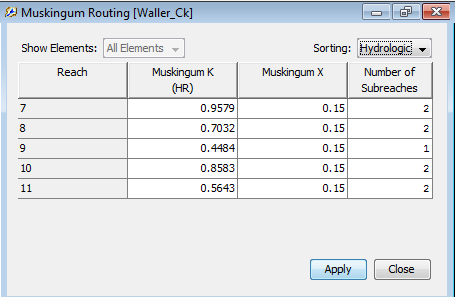 Muskingum Routing [Waller_Ck]
Show Elements: All Elements Sorting: Hydrologic
Reach Muskingum K (HR) Muskingum X Number of Subreaches
7 0.9579 0.15 2
8 0.7032 0.15 2
9 0.4484 0.15 1
10 0.8583 0.15 2
11 0.5643 0.15 2
Apply Close